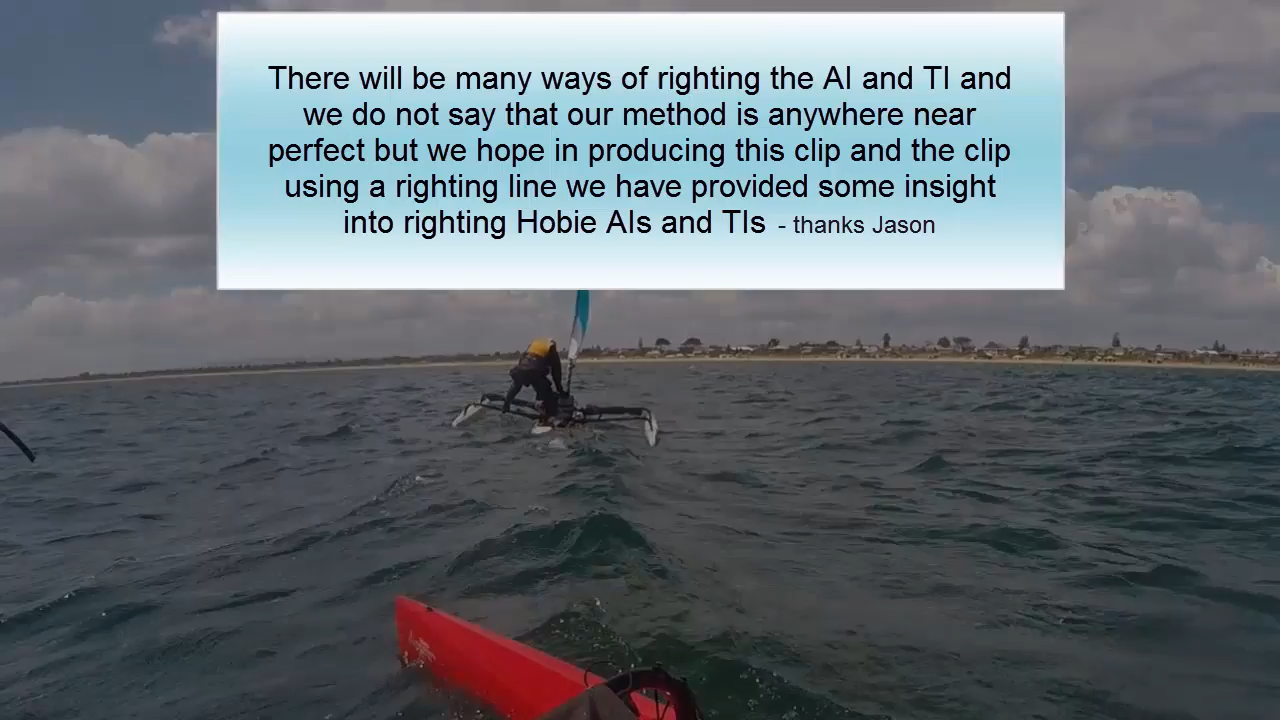 There will be many ways of righting the AI and TI and
we do not say that our method is anywhere near
perfect but we hope in producing this clip and the clip
using a righting line we have provided some insight
into righting Hobie AIs and TIs - thanks Jason